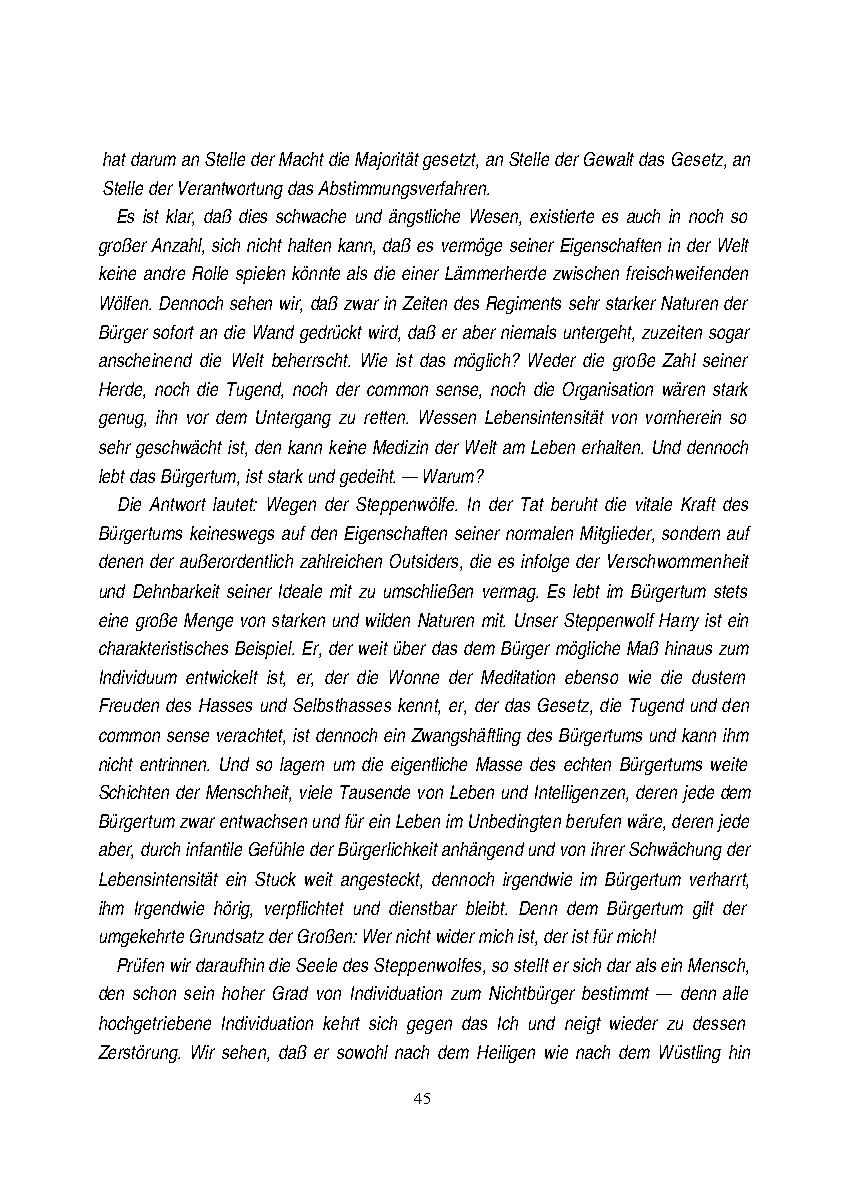 hat darum an Stelle der Macht die Majorität gesetzt, an Stelle der Gewalt das Gesetz, an
Stelle der Verantwortung das Abstimmungsverfahren.
Es ist klar, daß dies schwache und ängstliche Wesen, existierte es auch in noch so
großer Anzahl, sich nicht halten kann, daß es vermöge seiner Eigenschaften in der Welt
keine andre Rolle spielen könnte als die einer Lämmerherde zwischen freischweifenden
Wölfen. Dennoch sehen wir, daß zwar in Zeiten des Regiments sehr starker Naturen der
Bürger sofort an die Wand gedrückt wird, daß er aber niemals untergeht, zuzeiten sogar
anscheinend die Welt beherrscht. Wie ist das möglich? Weder die große Zahl seiner
Herde, noch die Tugend, noch der common sense, noch die Organisation wären stark
genug, ihn vor dem Untergang zu retten. Wessen Lebensintensität von vornherein so
sehr geschwächt ist, den kann keine Medizin der Welt am Leben erhalten. Und dennoch
lebt das Bürgertum, ist stark und gedeiht. — Warum?
Die Antwort lautet: Wegen der Steppenwölfe. In der Tat beruht die vitale Kraft des
Bürgertums keineswegs auf den Eigenschaften seiner normalen Mitglieder, sondern auf
denen der außerordentlich zahlreichen Outsiders, die es infolge der Verschwommenheit
und Dehnbarkeit seiner Ideale mit zu umschließen vermag. Es lebt im Bürgertum stets
eine große Menge von starken und wilden Naturen mit. Unser Steppenwolf Harry ist ein
charakteristisches Beispiel. Er, der weit über das dem Bürger mögliche Maß hinaus zum
Individuum entwickelt ist, er, der die Wonne der Meditation ebenso wie die dustern
Freuden des Hasses und Selbsthasses kennt, er, der das Gesetz, die Tugend und den
common sense verachtet, ist dennoch ein Zwangshäftling des Bürgertums und kann ihm
nicht entrinnen. Und so lagern um die eigentliche Masse des echten Bürgertums weite
Schichten der Menschheit, viele Tausende von Leben und Intelligenzen, deren jede dem
Bürgertum zwar entwachsen und für ein Leben im Unbedingten berufen wäre, deren jede
aber, durch infantile Gefühle der Bürgerlichkeit anhängend und von ihrer Schwächung der
Lebensintensität ein Stuck weit angesteckt, dennoch irgendwie im Bürgertum verharrt,
ihm Irgendwie hörig, verpflichtet und dienstbar bleibt. Denn dem Bürgertum gilt der
umgekehrte Grundsatz der Großen: Wer nicht wider mich ist, der ist für mich!
Prüfen wir daraufhin die Seele des Steppenwolfes, so stellt er sich dar als ein Mensch,
den schon sein hoher Grad von Individuation zum Nichtbürger bestimmt — denn alle
hochgetriebene Individuation kehrt sich gegen das Ich und neigt wieder zu dessen
Zerstörung. Wir sehen, daß er sowohl nach dem Heiligen wie nach dem Wüstling hin
45